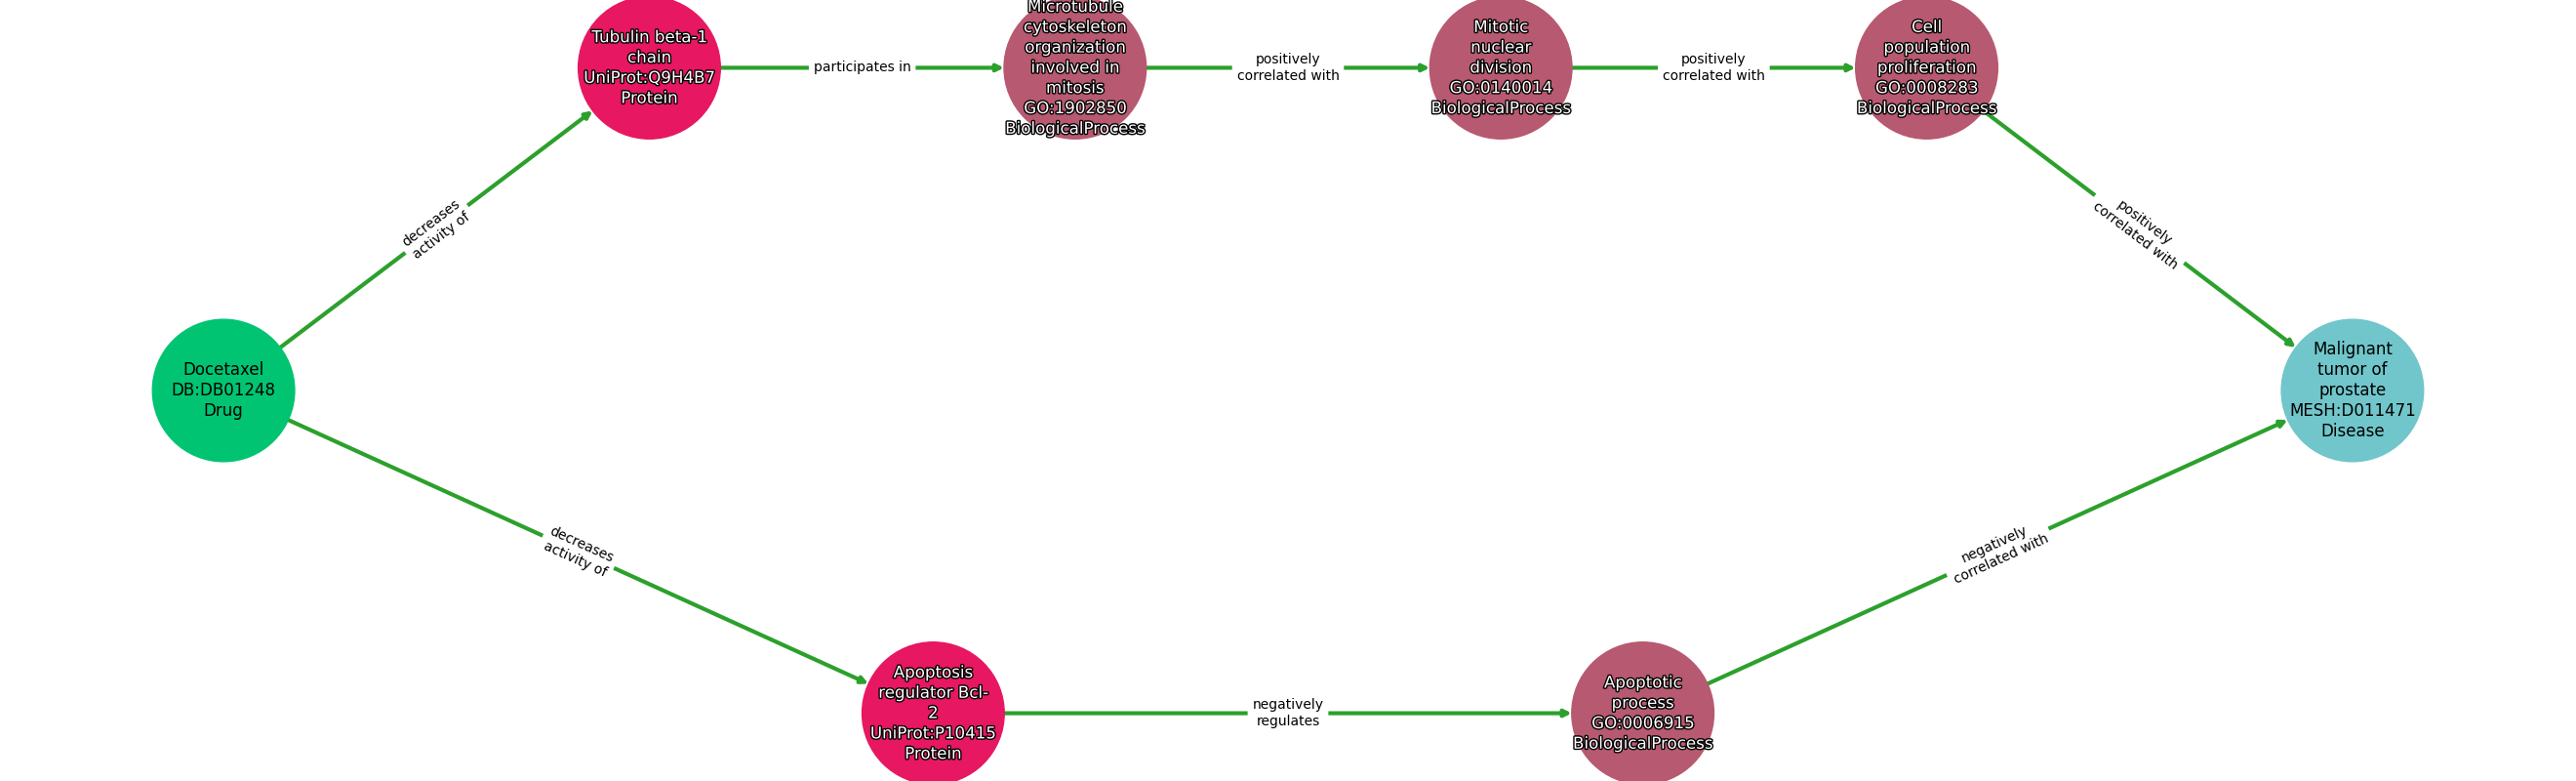 Tubulin beta-1
chain
UniProt:Q9H4B7
Protein
participates in
Microtubule
cytoskeleton
organization
involved in
mitosis
GO:1902850
BiologicalProcess
positively
correlated with
Mitotic
nuclear
division
GO:0140014
BiologicalProcess
positively
correlated with
Cell
population
proliferation
GO:0008283
BiologicalProcess
decreases
activity of
positively
correlated with
Docetaxel
DB:DB01248
Drug
Malignant
tumor of
prostate
MESH:D011471
Disease
decreases
activity of
negatively
correlated with
Apoptosis
regulator Bcl-
2
UniProt:P10415
Protein
negatively
regulates
Apoptotic
process
GO:0006915
BiologicalProcess